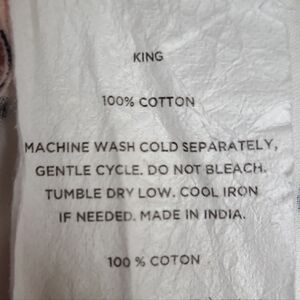 KING
100% COTTON
MACHINE WASH COLD SEPARATELY,
GENTLE CYCLE. DO NOT BLEACH.
TUMBLE DRY LOW. COOL IRON
IF NEEDED. MADE IN INDIA.
100 % COTON